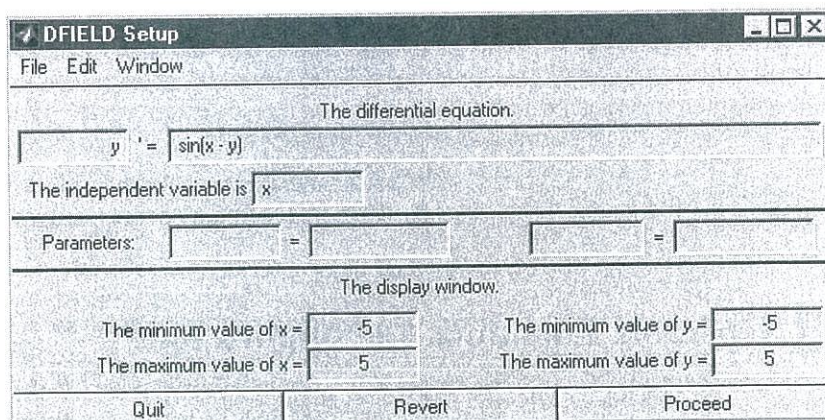 DFIELD Setup
File Edit Window
The differential equation.
y ' = sin(x - y)
The independent variable is x
Parameters: = =
The display window.
The minimum value of x = -5 The minimum value of y = -5
The maximum value of x = 5 The maximum value of y = 5
Quit Revert Proceed